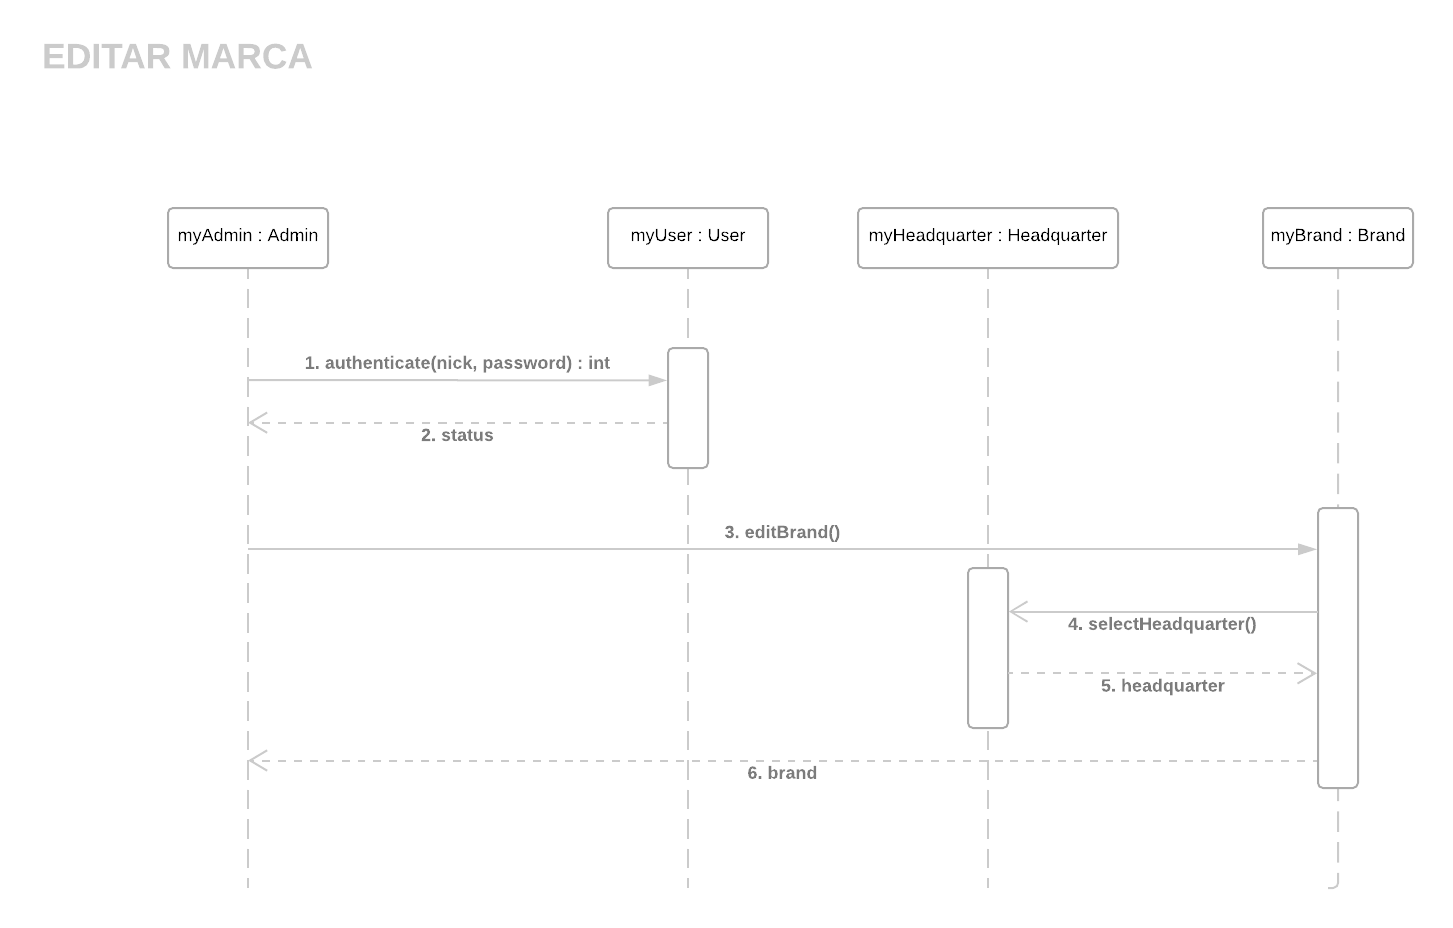 EDITAR MARCA
myAdmin : Admin
myUser : User
myHeadquarter : Headquarter
myBrand : Brand
1. authenticate(nick, password) : int
2. status
3. editBrand()
4. selectHeadquarter()
5. headquarter
6. brand